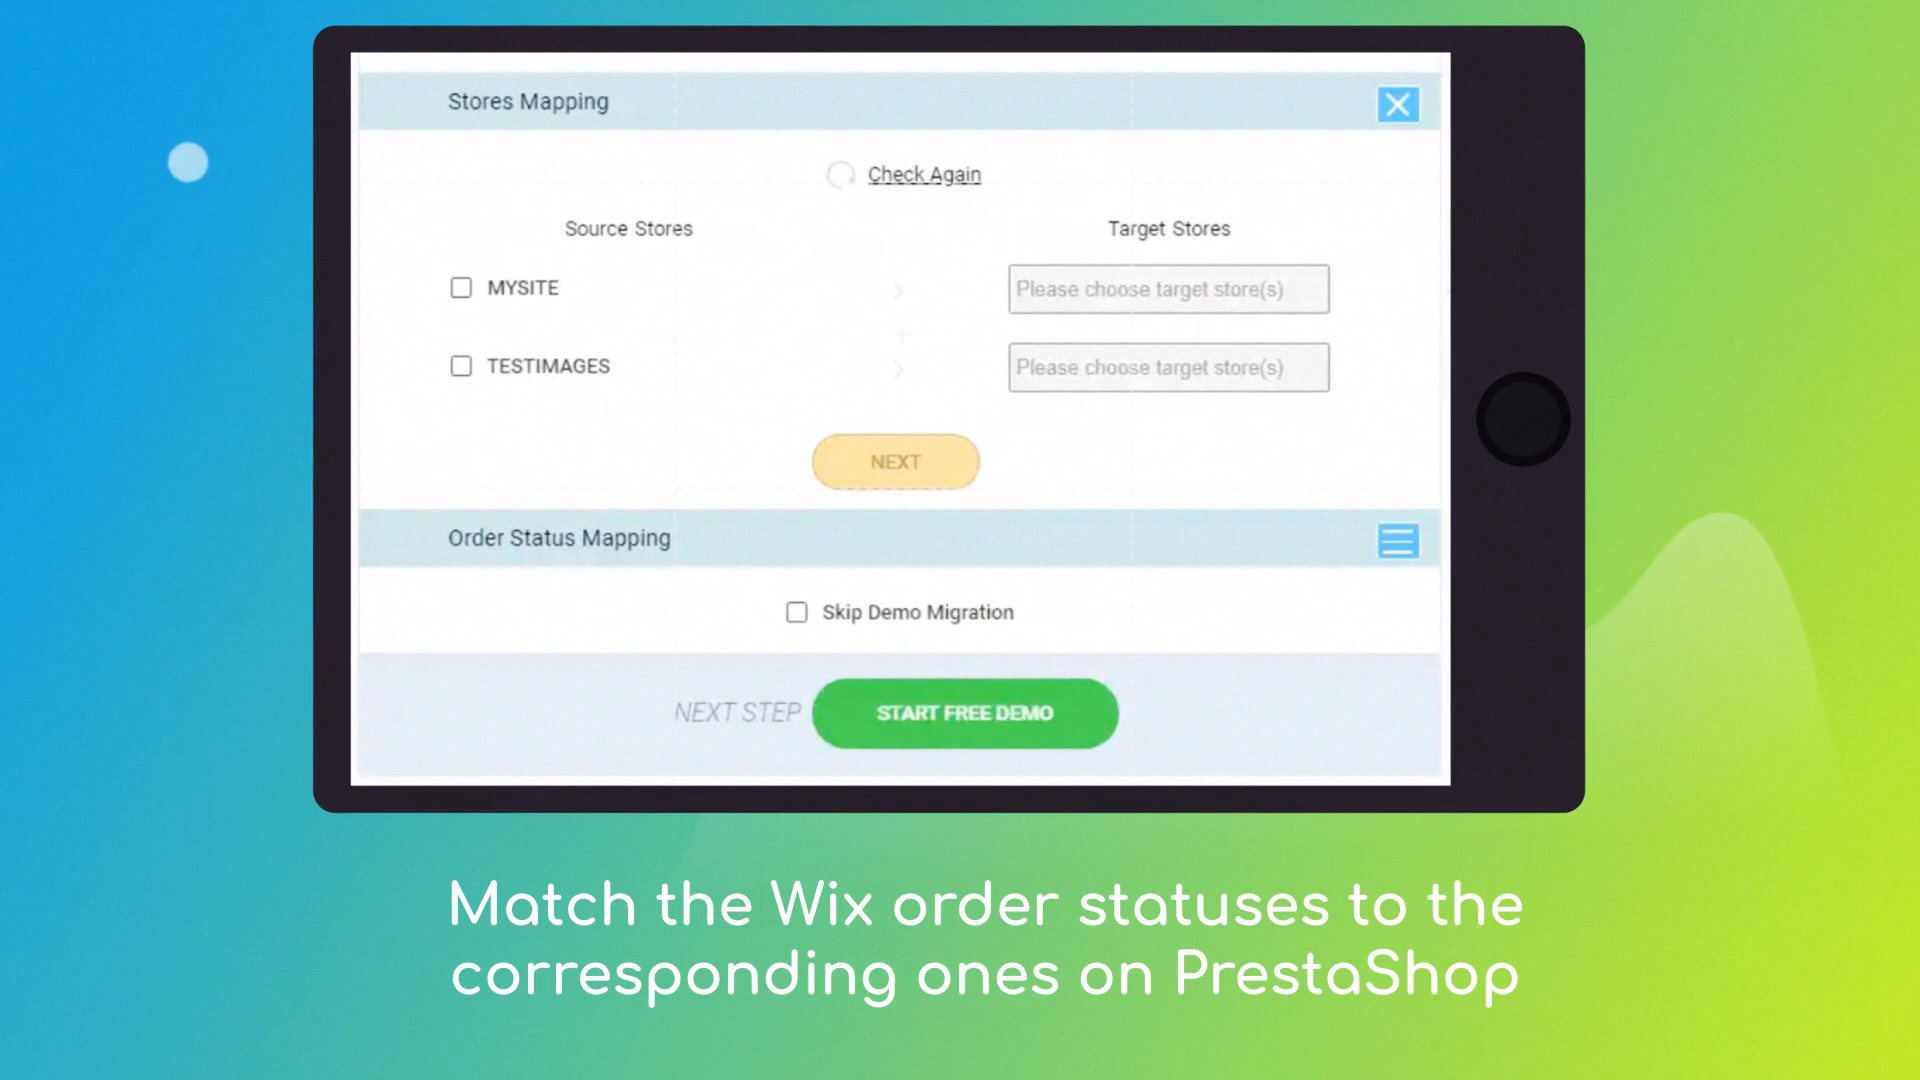 Stores Mapping
Check Again
Source Stores
Target Stores
MYSITE
Please choose target store(s)
TESTIMAGES
Please choose target store(s)
NEXT
Order Status Mapping
Skip Demo Migration
NEXT STEP
START FREE DEMO
Match the Wix order statuses to the
corresponding ones on PrestaShop